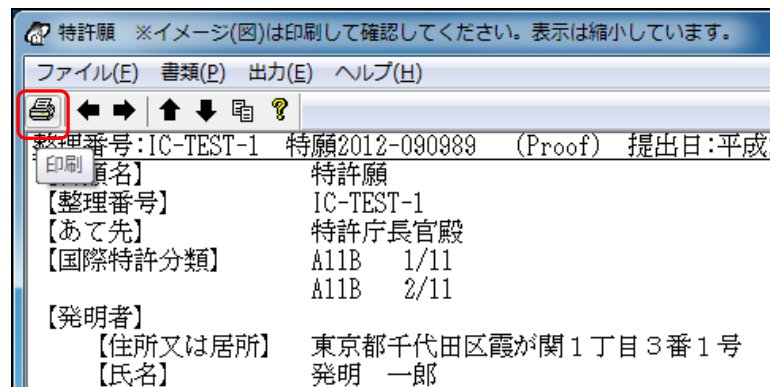 特許願 ※イメージ(図)は印刷して確認してください。表示は縮小しています。
ファイル(F) 書類(P) 出力(E) ヘルプ(H)
整理番号:IC-TEST-1 特願2012-090989 (Proof) 提出日:平成
印刷
願名】 特許願
【整理番号】 IC-TEST-1
【あて先】 特許庁長官殿
【国際特許分類】 A11B 1/11
A11B 2/11
【発明者】
【住所又は居所】 東京都千代田区霞が関1丁目3番1号
【氏名】 発明 一郎